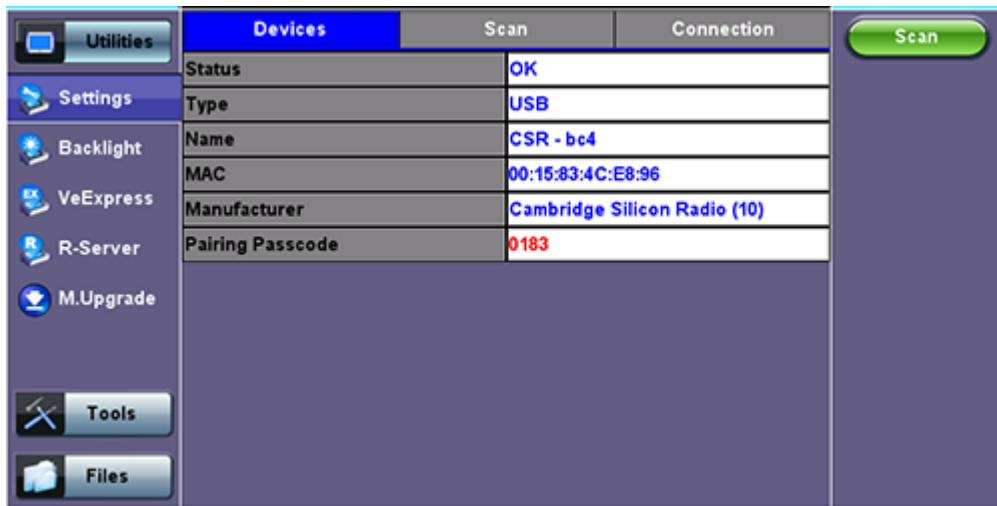 Utilities
Devices
Scan
Connection
Scan
Status
OK
Settings
Type
USB
Backlight
Name
CSR - bc4
MAC
00:15:83:4C:E8:96
VeExpress
Manufacturer
Cambridge Silicon Radio (10)
R-Server
Pairing Passcode
0183
M.Upgrade
Tools
Files